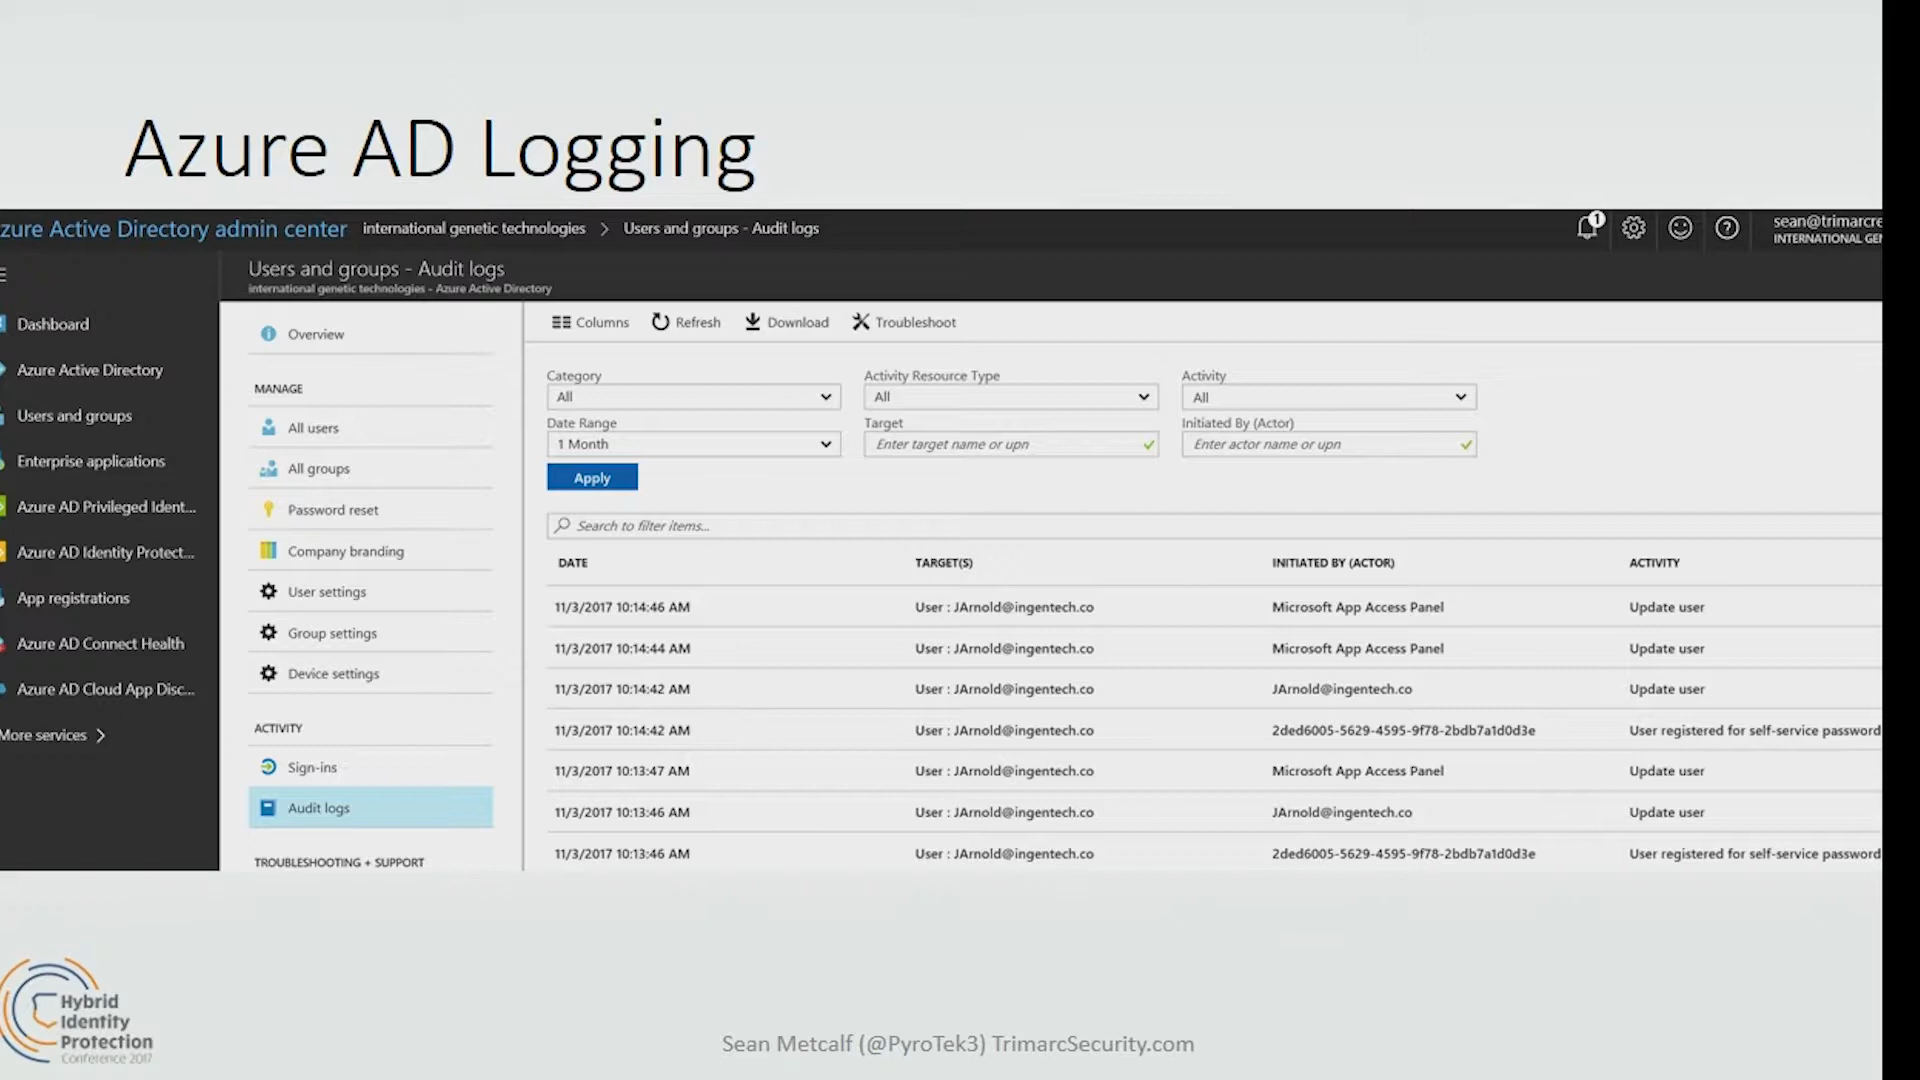 Azure AD Logging
zure Active Directory admin center international genetic technologies > Users and groups - Audit logs
1
sean@trimarcre
INTERNATIONAL GEN
Users and groups - Audit logs
international genetic technologies - Azure Active Directory
Dashboard
Azure Active Directory
Users and groups
Enterprise applications
Azure AD Privileged Ident...
Azure AD Identity Protect...
App registrations
Azure AD Connect Health
Azure AD Cloud App Disc...
More services >
Overview
MANAGE
All users
All groups
Password reset
Company branding
User settings
Group settings
Device settings
ACTIVITY
Sign-ins
Audit logs
TROUBLESHOOTING + SUPPORT
Columns Refresh Download Troubleshoot
Category Activity Resource Type Activity
All All All
Date Range Target Initiated By (Actor)
1 Month Enter target name or upn Enter actor name or upn
Apply
Search to filter items...
DATE TARGET(S) INITIATED BY (ACTOR) ACTIVITY
11/3/2017 10:14:46 AM User : JArnold@ingentech.co Microsoft App Access Panel Update user
11/3/2017 10:14:44 AM User : JArnold@ingentech.co Microsoft App Access Panel Update user
11/3/2017 10:14:42 AM User : JArnold@ingentech.co JArnold@ingentech.co Update user
11/3/2017 10:14:42 AM User : JArnold@ingentech.co 2ded6005-5629-4595-9f78-2bdb7a1d0d3e User registered for self-service password
11/3/2017 10:13:47 AM User : JArnold@ingentech.co Microsoft App Access Panel Update user
11/3/2017 10:13:46 AM User : JArnold@ingentech.co JArnold@ingentech.co Update user
11/3/2017 10:13:46 AM User : JArnold@ingentech.co 2ded6005-5629-4595-9f78-2bdb7a1d0d3e User registered for self-service password
Hybrid
Identity
Protection
Conference 2017
Sean Metcalf (@PyroTek3) TrimarcSecurity.com